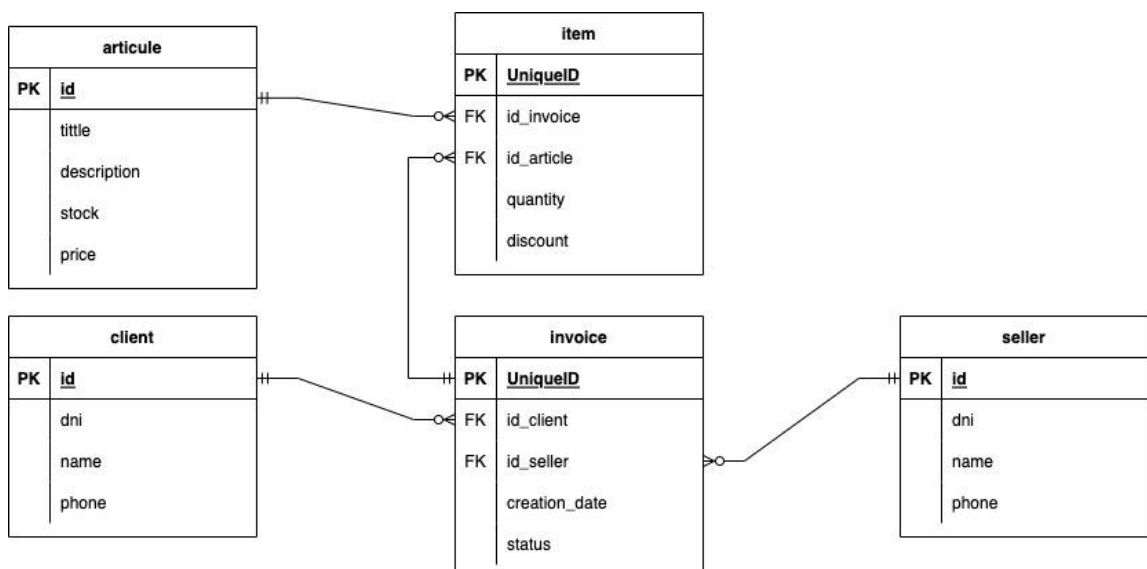 articule
PK id
tittle
description
stock
price
item
PK UniqueID
FK id_invoice
FK id_article
quantity
discount
client
PK id
dni
name
phone
invoice
PK UniqueID
FK id_client
FK id_seller
creation_date
status
seller
PK id
dni
name
phone